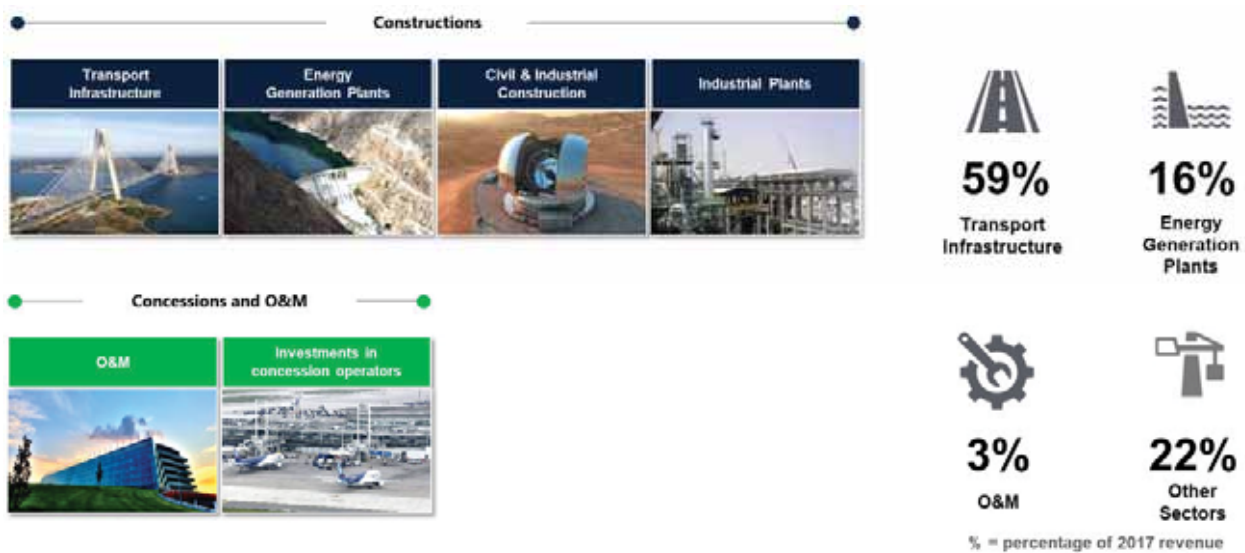 Constructions
Transport
Infrastructure
Energy
Generation Plants
Civil & Industrial
Construction
Industrial Plants
Concessions and O&M
O&M
Investments in
concession operators
59%
Transport
Infrastructure
16%
Energy
Generation
Plants
3%
O&M
22%
Other
Sectors
% = percentage of 2017 revenue